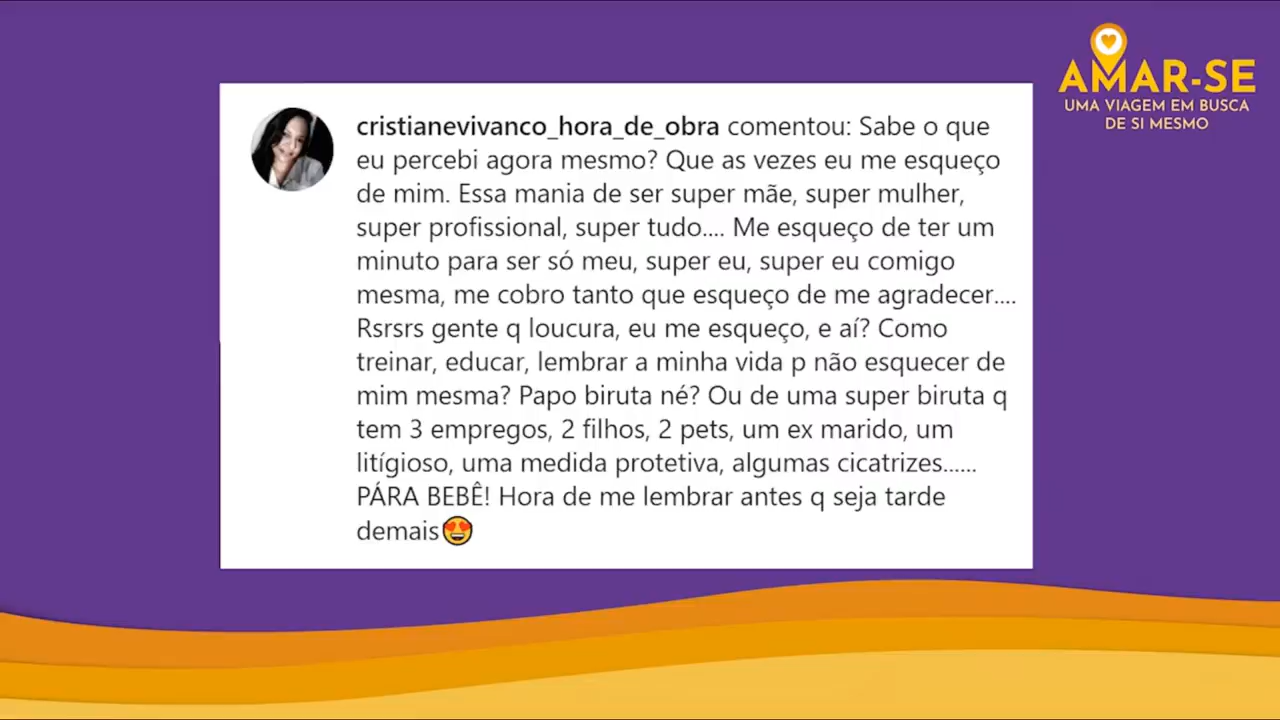 AMAR-SE
UMA VIAGEM EM BUSCA
DE SI MESMO
cristianevivanco_hora_de_obra comentou: Sabe o que
eu percebi agora mesmo? Que as vezes eu me esqueço
de mim. Essa mania de ser super mãe, super mulher,
super profissional, super tudo.... Me esqueço de ter um
minuto para ser só meu, super eu, super eu comigo
mesma, me cobro tanto que esqueço de me agradecer....
Rsrsrs gente q loucura, eu me esqueço, e aí? Como
treinar, educar, lembrar a minha vida p não esquecer de
mim mesma? Papo biruta né? Ou de uma super biruta q
tem 3 empregos, 2 filhos, 2 pets, um ex marido, um
litígioso, uma medida protetiva, algumas cicatrizes......
PÁRA BEBÊ! Hora de me lembrar antes q seja tarde
demais😍